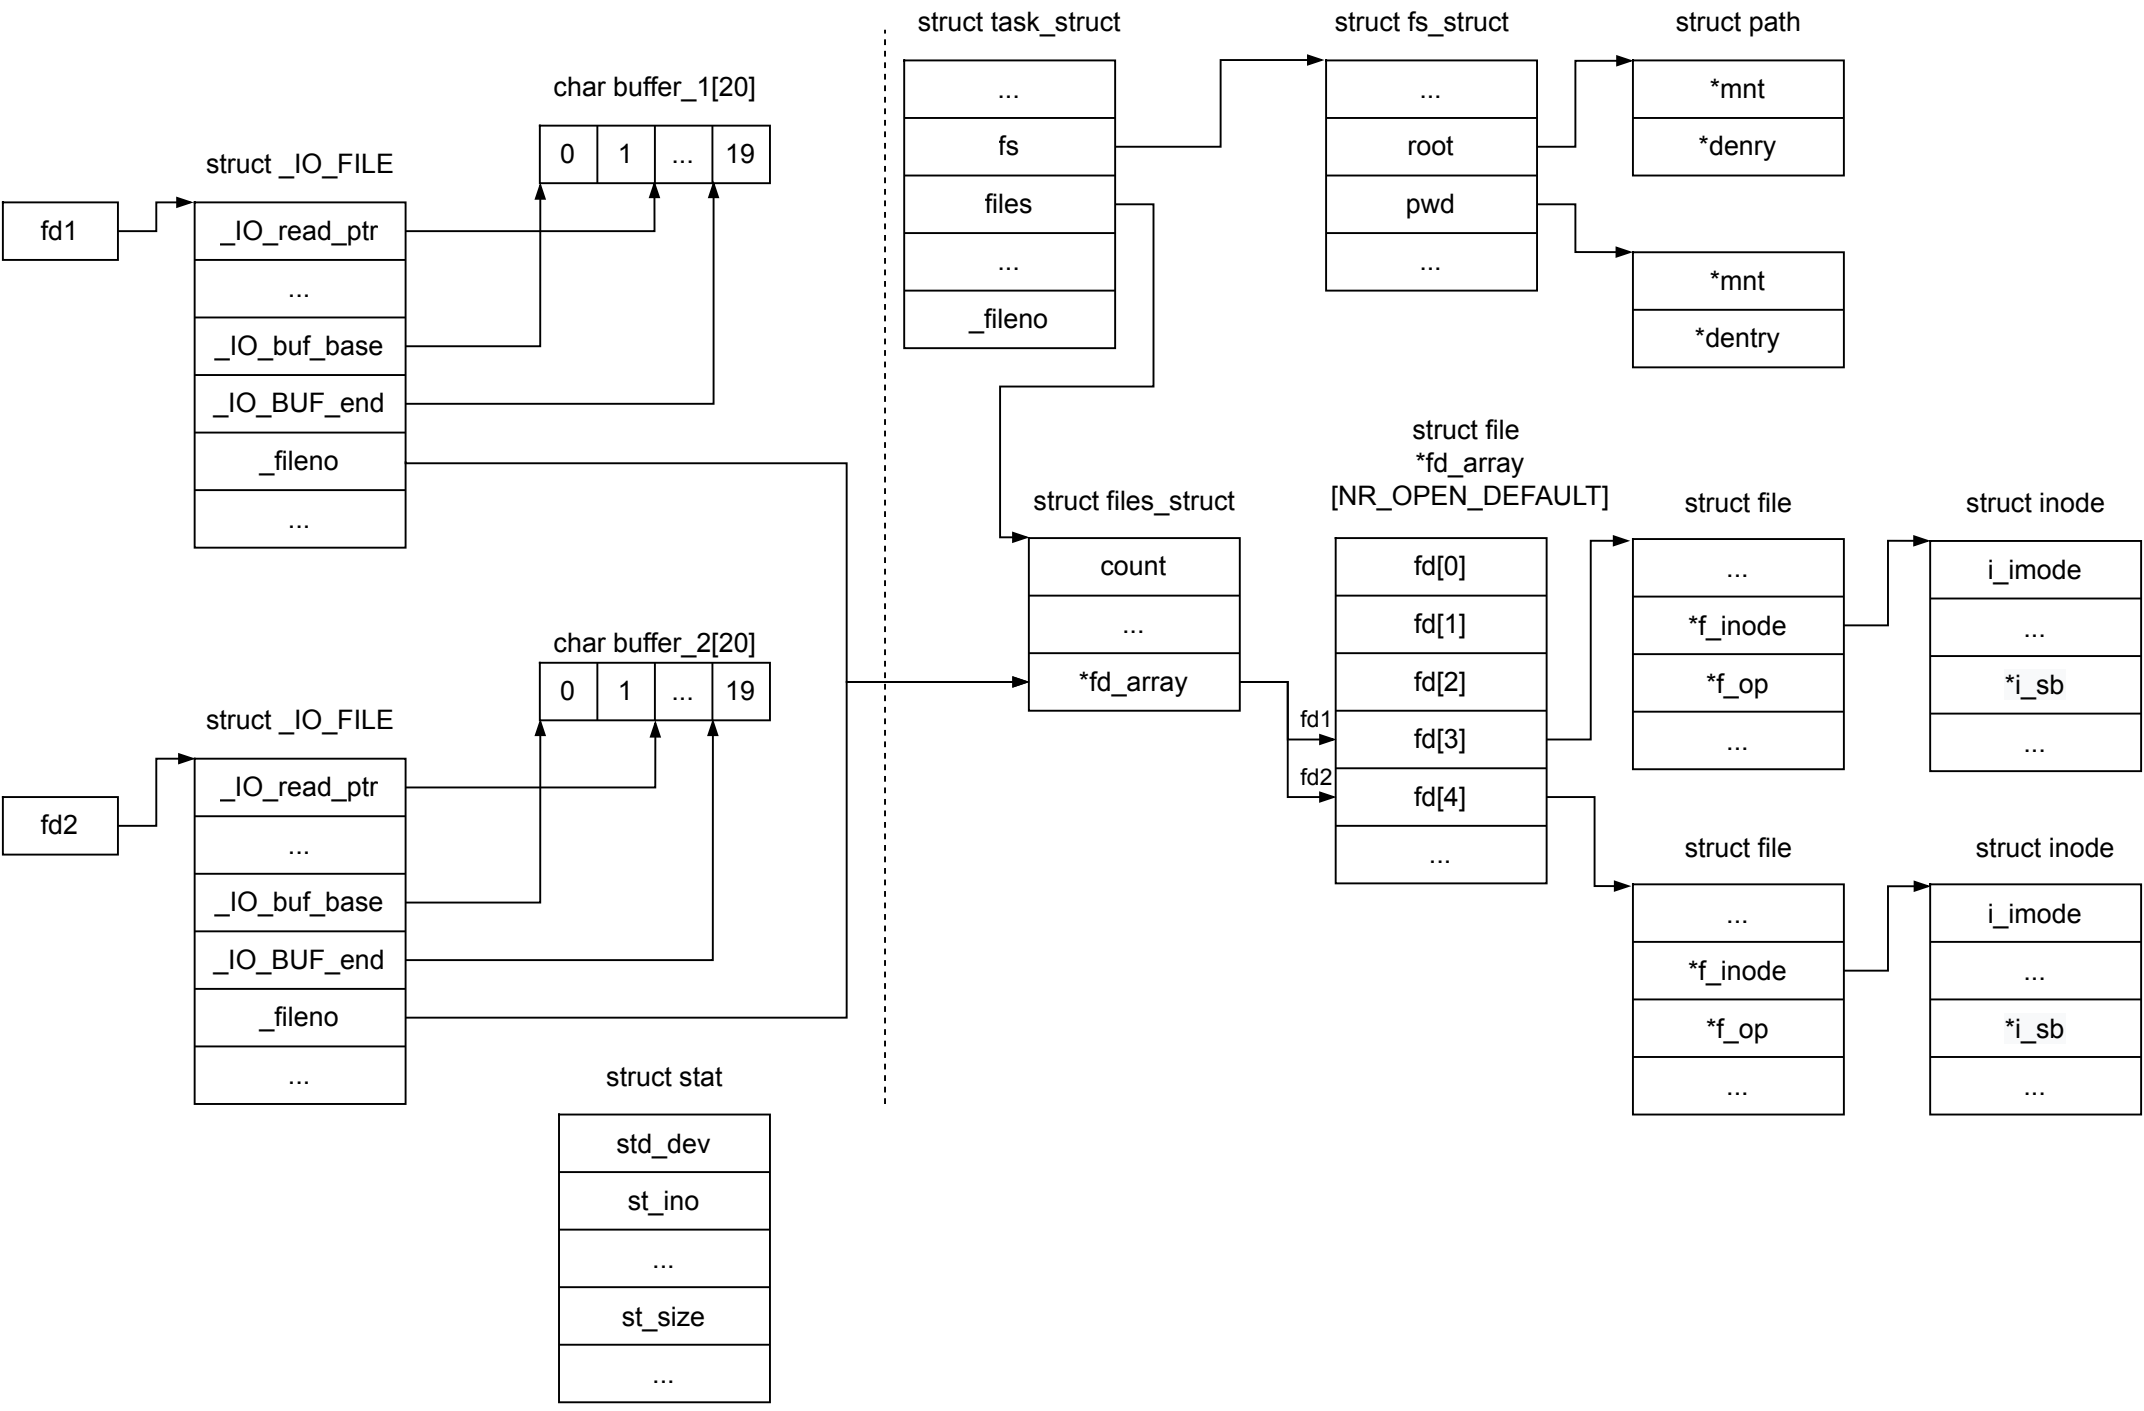 fd1
struct _IO_FILE
_IO_read_ptr
...
_IO_buf_base
_IO_BUF_end
_fileno
...
char buffer_1[20]
0 1 ... 19
fd2
struct _IO_FILE
_IO_read_ptr
...
_IO_buf_base
_IO_BUF_end
_fileno
...
char buffer_2[20]
0 1 ... 19
struct stat
std_dev
st_ino
...
st_size
...
struct task_struct
...
fs
files
...
_fileno
struct fs_struct
...
root
pwd
...
struct path
*mnt
*denry
*mnt
*dentry
struct files_struct
count
...
*fd_array
fd1
fd2
struct file
*fd_array
[NR_OPEN_DEFAULT]
fd[0]
fd[1]
fd[2]
fd[3]
fd[4]
...
struct file
...
*f_inode
*f_op
...
struct inode
i_imode
...
*i_sb
...
struct file
...
*f_inode
*f_op
...
struct inode
i_imode
...
*i_sb
...